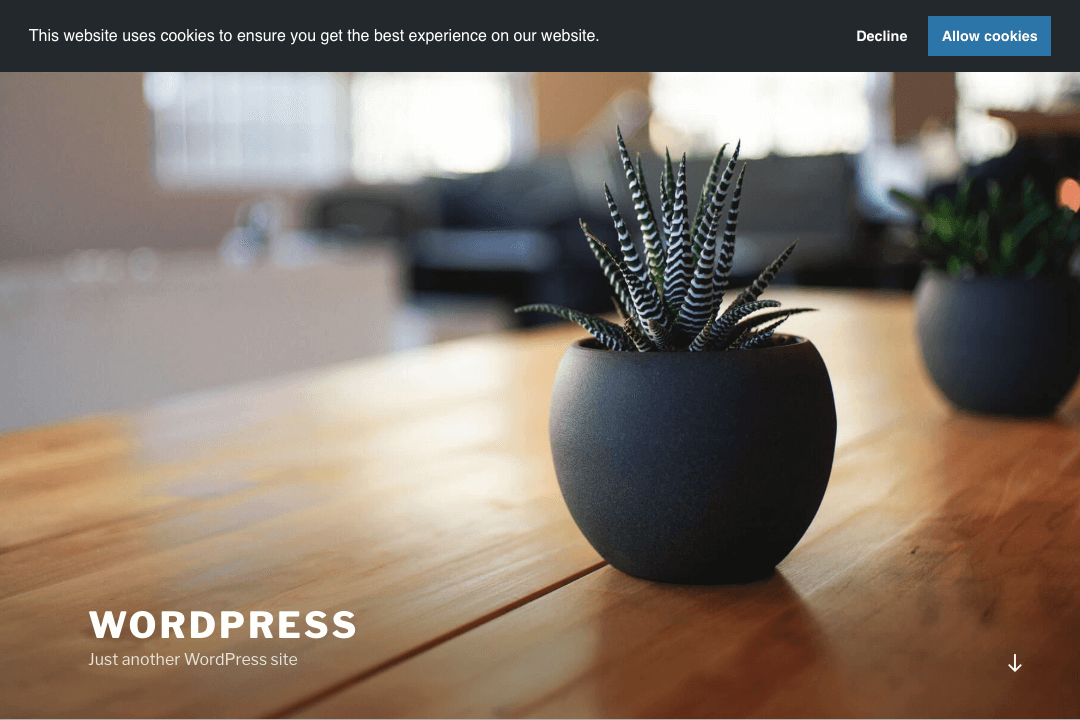 This website uses cookies to ensure you get the best experience on our website.
Decline
Allow cookies
WORDPRESS
Just another WordPress site